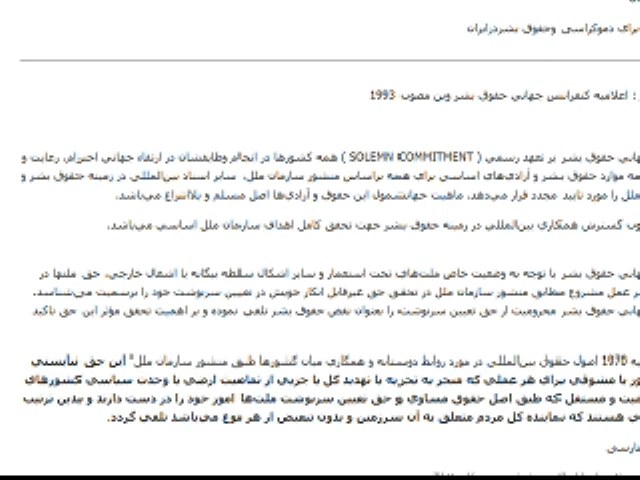 برای دموکراسی وحقوق بشردرایران
: اعلامیه کنفرانس جهانی حقوق بشر وین مصوب 1993
حقوق بشر بر تعهد رسمی ( SOLEMN COMMITMENT ) همه کشورها در انجام وظایفشان در ارتقاء جهانی احترام، رعایت و
موارد حقوق بشر و آزادی‌های اساسی برای همه براساس منشور سازمان ملل، سایر اسناد بین‌المللی در زمینه حقوق بشر و
را مورد تایید مجدد قرار می‌دهد. ماهیت جهانشمول این حقوق و آزادی‌ها اصل مسلم و بلانزاع می‌باشد.
گسترش همکاری بین‌المللی در زمینه حقوق بشر جهت تحقق کامل اهداف سازمان ملل اساسی می‌باشد.
حقوق بشر با توجه به وضعیت خاص ملت‌های تحت استعمار و سایر اشکال سلطه بیگانه یا اشغال خارجی، حق ملتها در
عمل مشروع مطابق منشور سازمان ملل در تحقق حق غیرقابل انکار خویش در تعیین سرنوشت خود را برسمیت می‌شناسد.
حقوق بشر محرومیت از حق تعیین سرنوشت را بعنوان نقض حقوق بشر تلقی نموده و بر اهمیت تحقق مؤثر این حق تاکید
1970 اصول حقوق بین‌المللی در مورد روابط دوستانه و همکاری میان کشورها طبق منشور سازمان ملل" این حق نبایستی
یا مشوقی برای هر عملی که منجر به تجزیه یا تهدید کل یا جزیی از تمامیت ارضی یا وحدت سیاسی کشورهای
و مستقل که طبق اصل حقوق مساوی و حق تعیین سرنوشت ملت‌ها امور خود را در دست دارند و بدین ترتیب
هستند که نماینده کل مردم متعلق به آن سرزمین و بدون تبعیض از هر نوع می‌باشد تلقی گردد.